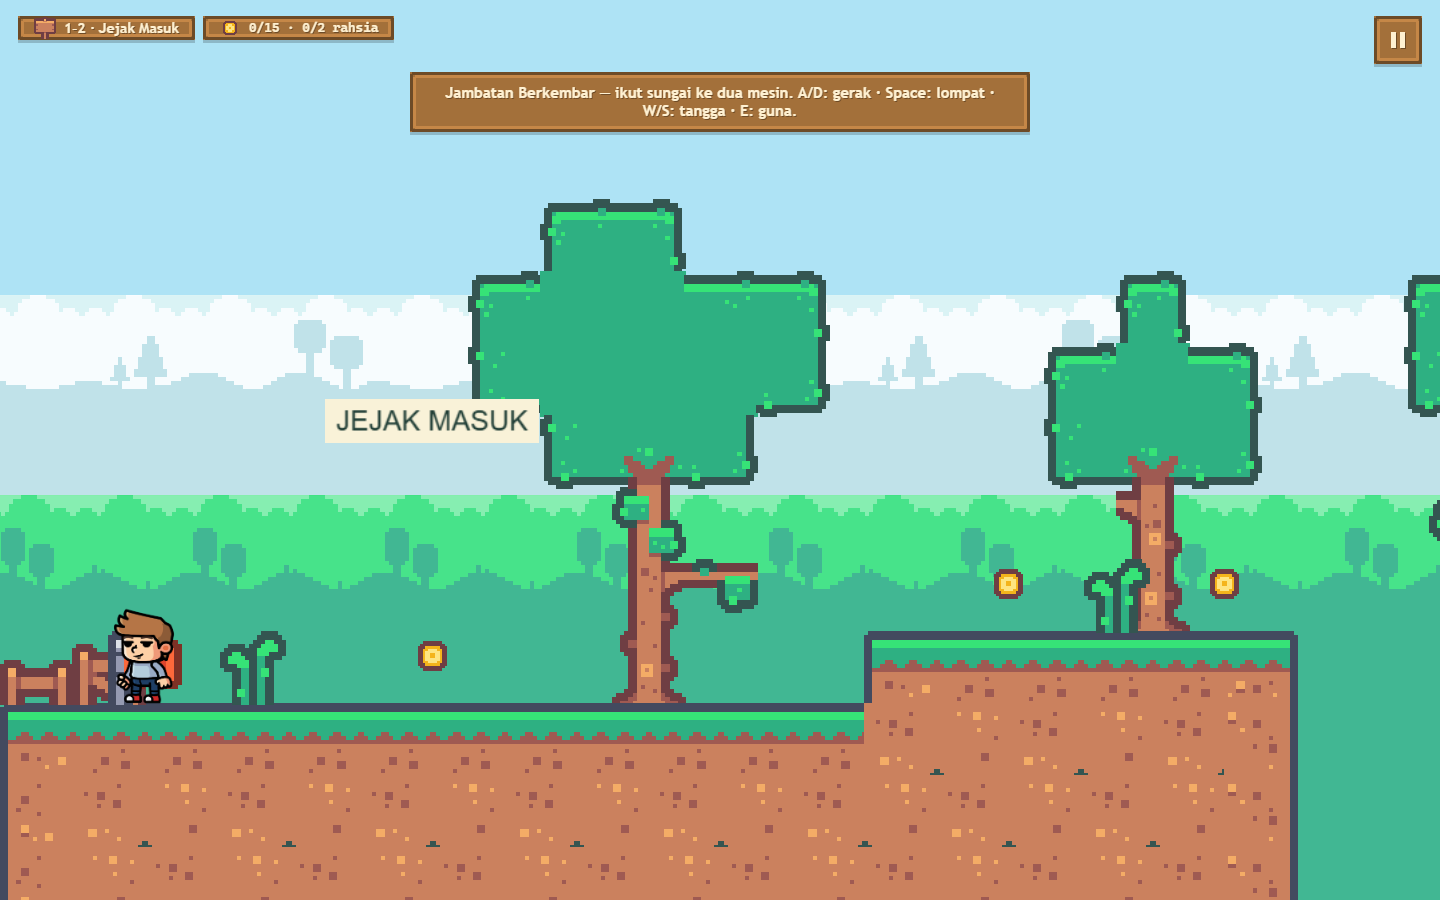 1-2 · Jejak Masuk
0/15 · 0/2 rahsia
Jambatan Berkembar — ikut sungai ke dua mesin. A/D: gerak · Space: lompat ·
W/S: tangga · E: guna.
JEJAK MASUK